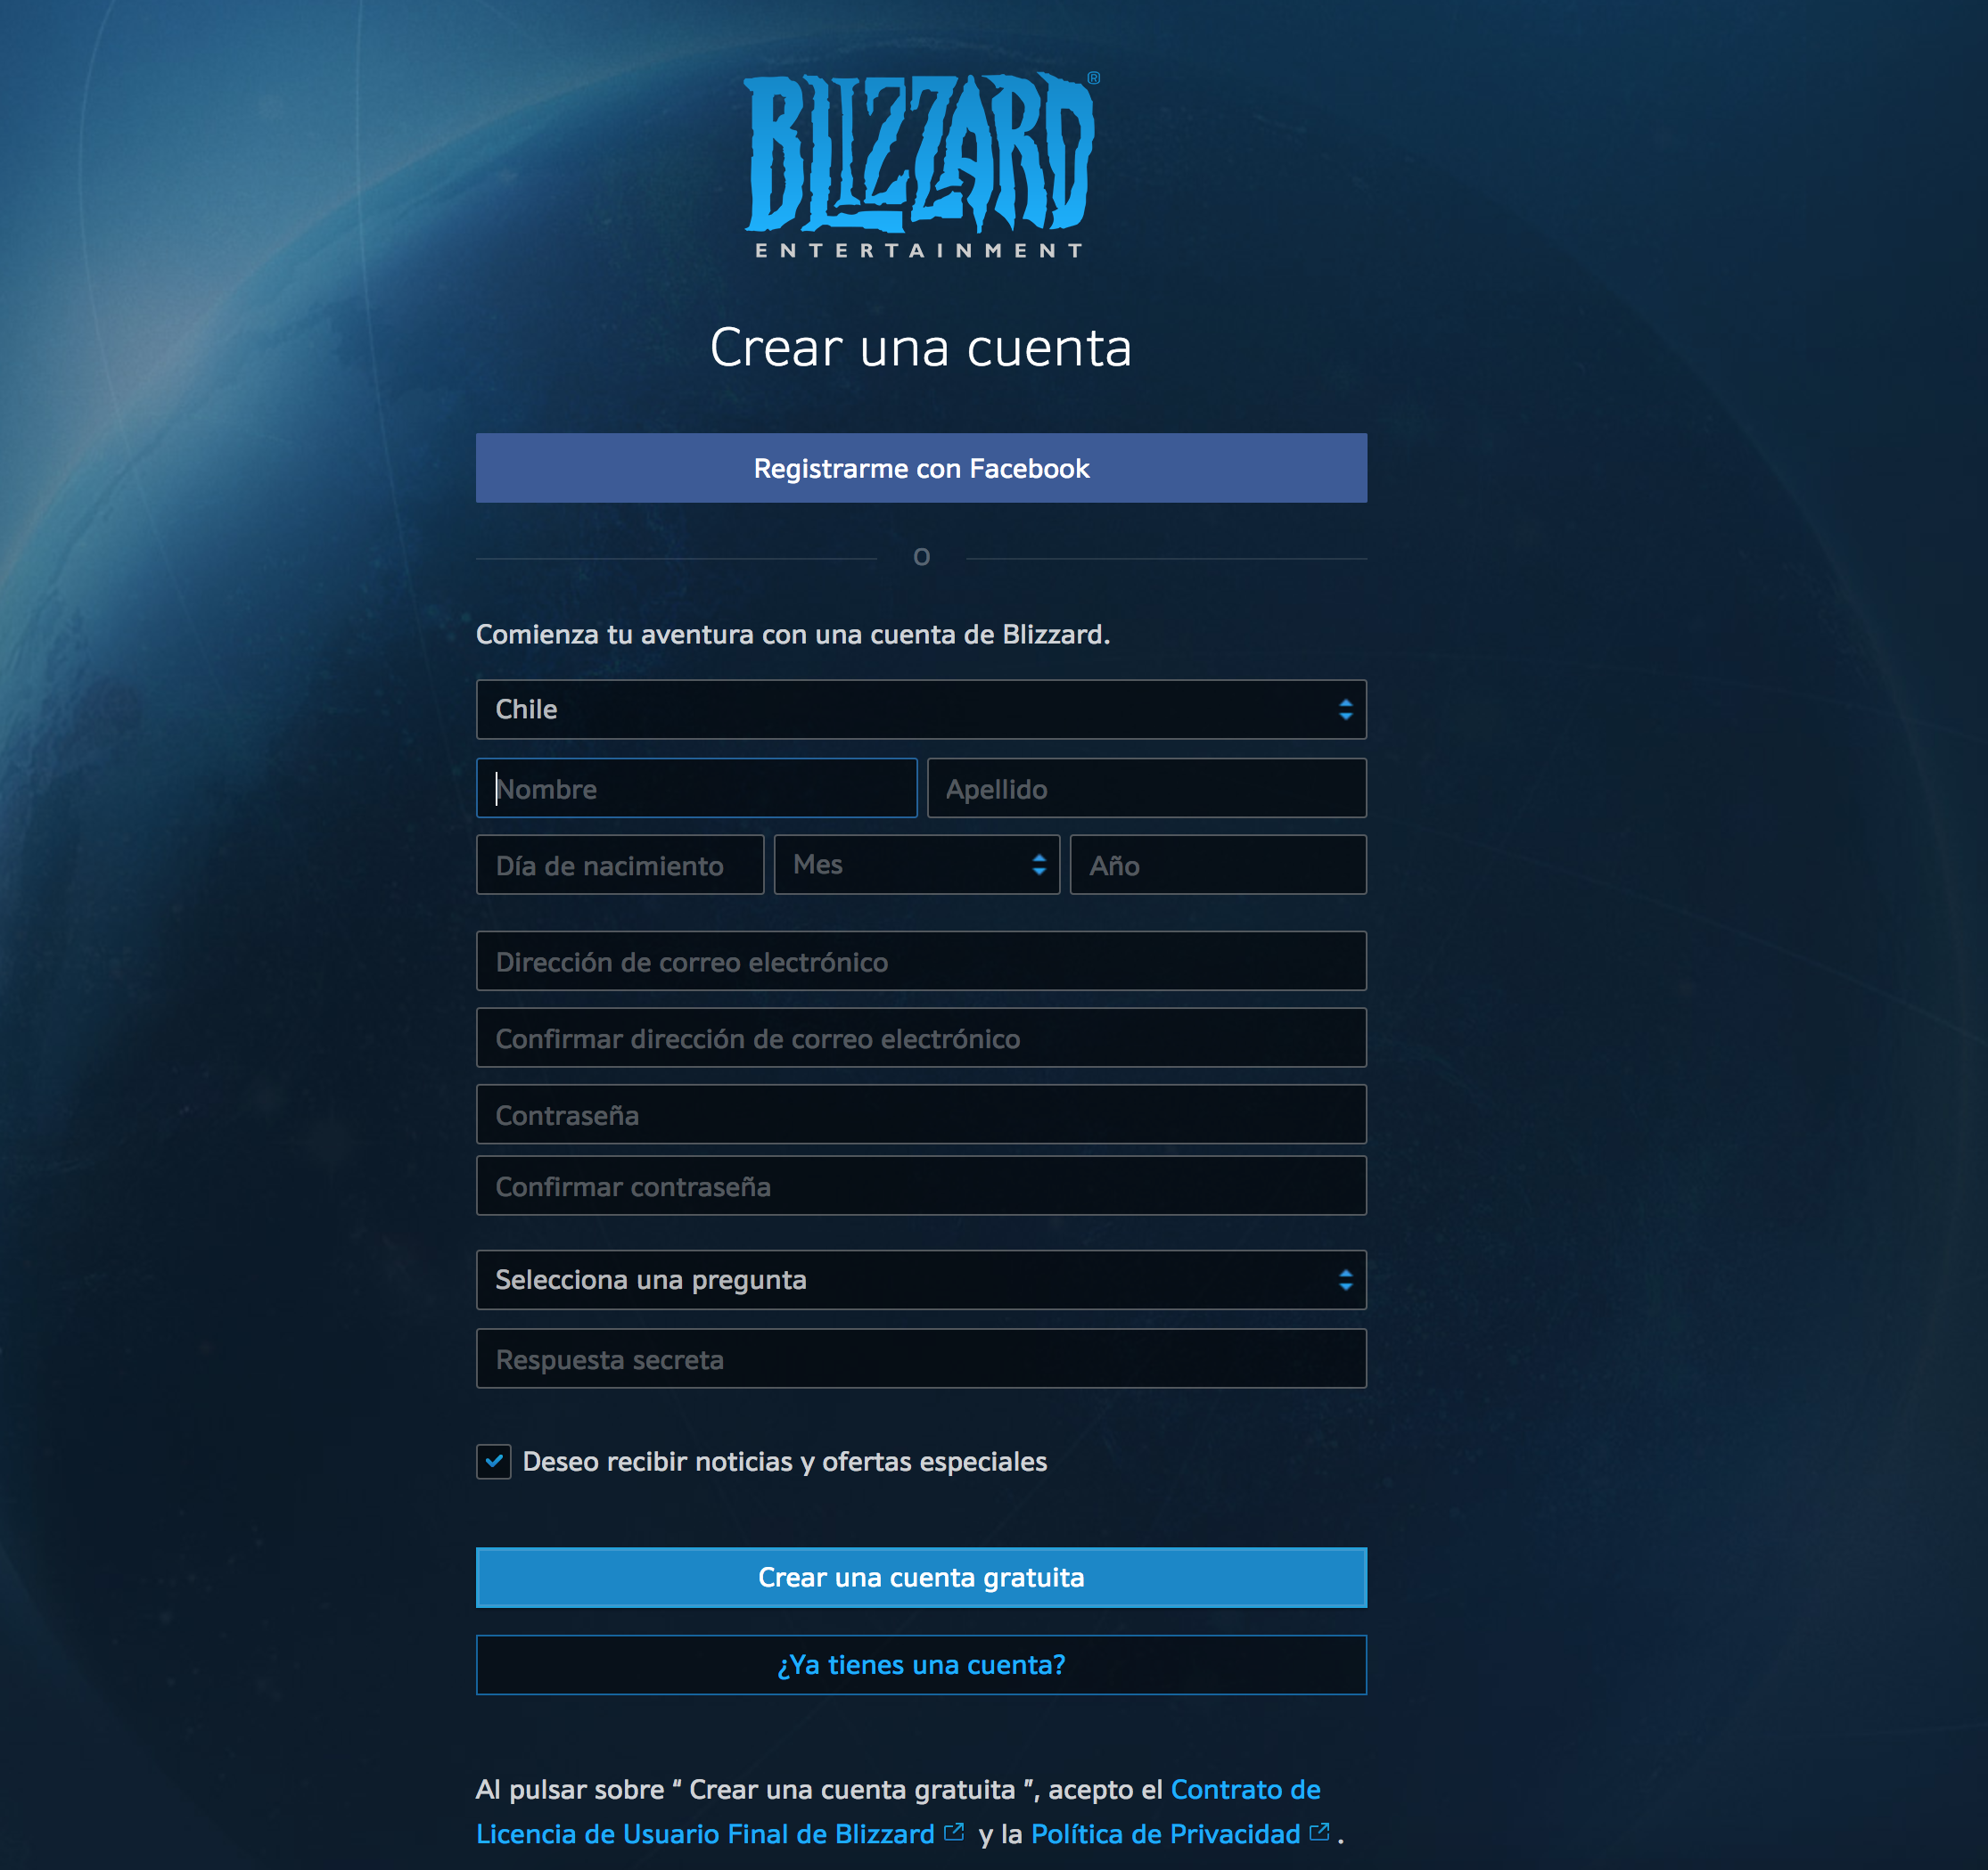 BLIZZARD®
ENTERTAINMENT
Crear una cuenta
Registrarme con Facebook
O
Comienza tu aventura con una cuenta de Blizzard.
Chile
Nombre Apellido
Día de nacimiento Mes Año
Dirección de correo electrónico
Confirmar dirección de correo electrónico
Contraseña
Confirmar contraseña
Selecciona una pregunta
Respuesta secreta
Deseo recibir noticias y ofertas especiales
Crear una cuenta gratuita
¿Ya tienes una cuenta?
Al pulsar sobre “ Crear una cuenta gratuita ”, acepto el Contrato de
Licencia de Usuario Final de Blizzard y la Política de Privacidad .